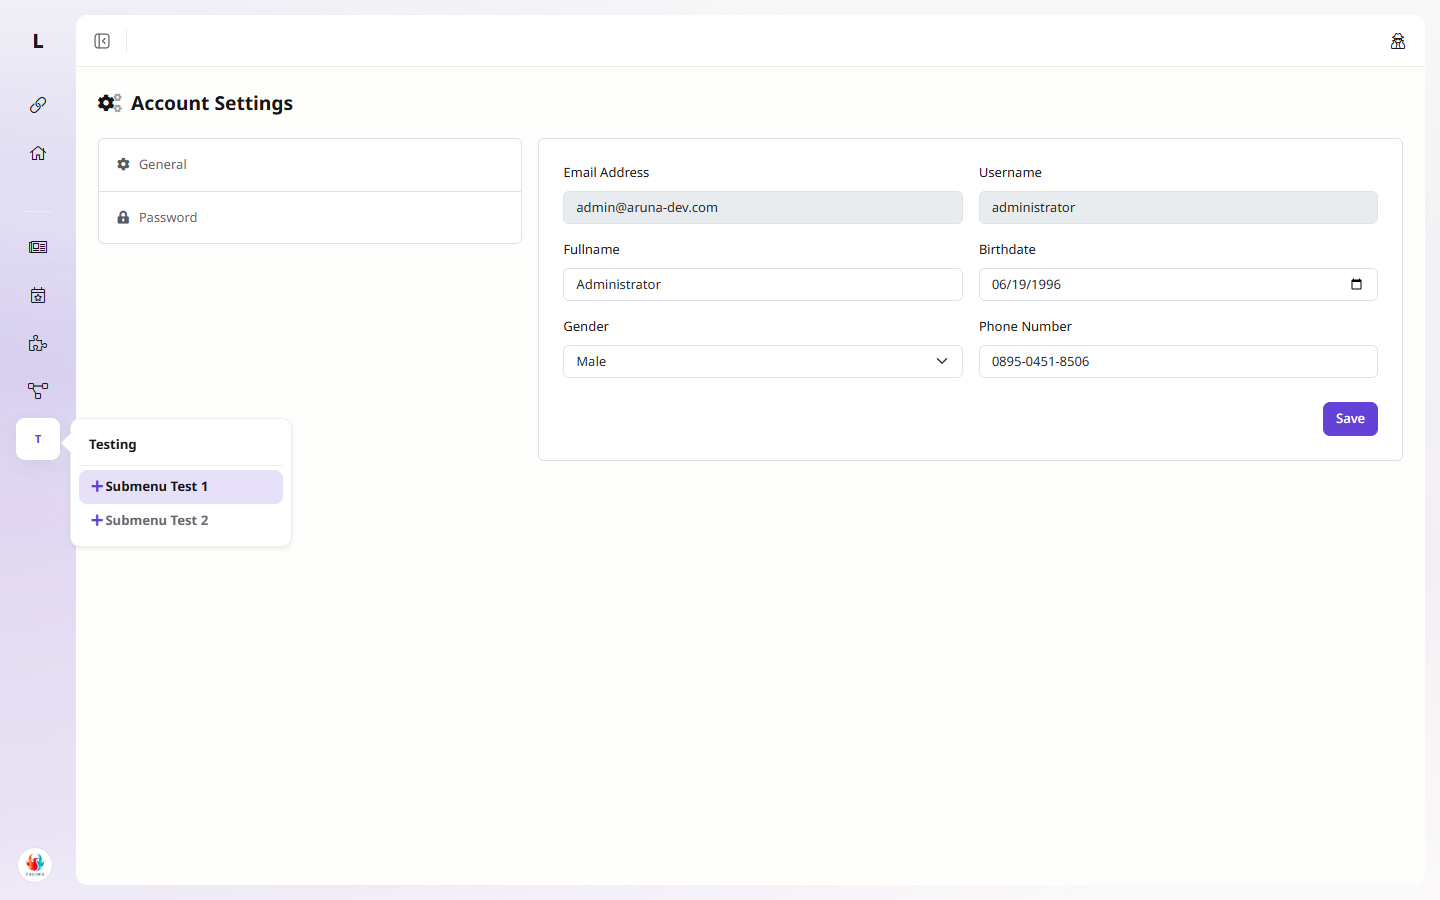 L
Account Settings
General
Password
Email Address
Username
admin@aruna-dev.com
administrator
Fullname
Birthdate
Administrator
06/19/1996
Gender
Phone Number
Male
0895-0451-8506
Save
T
Testing
Submenu Test 1
Submenu Test 2